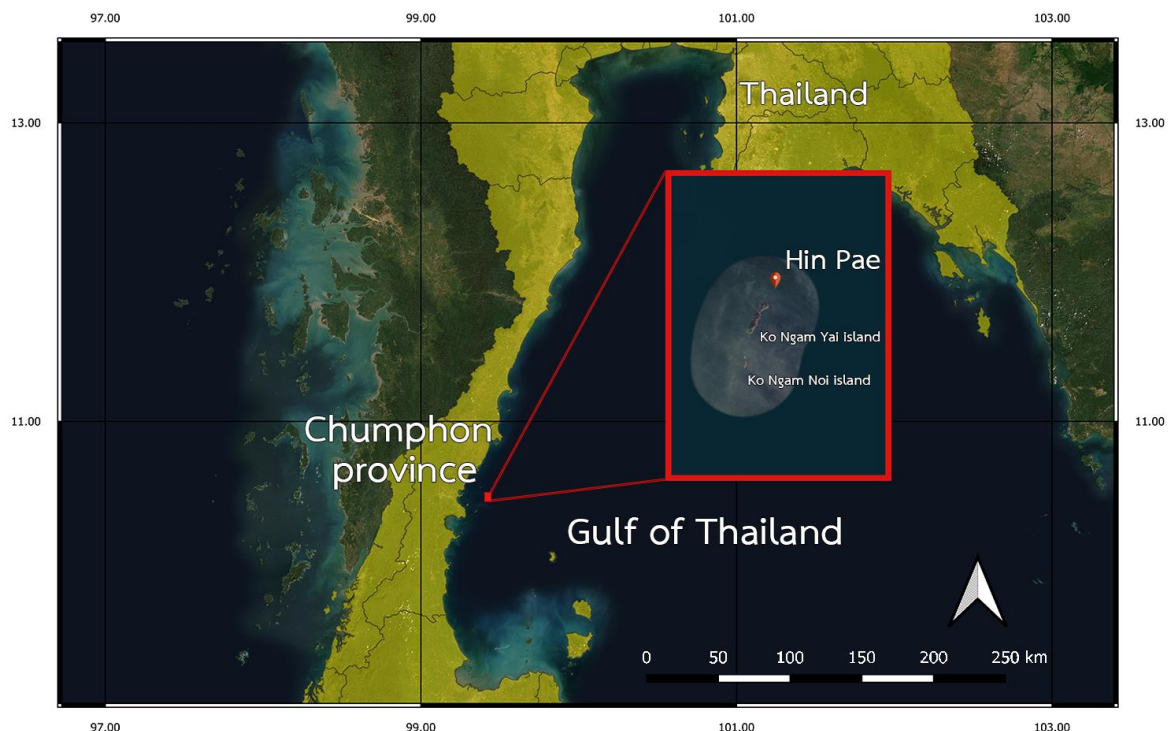 97.00 99.00 101.00 103.00
Thailand
13.00 13.00
Hin Pae
Ko Ngam Yai island
Ko Ngam Noi island
11.00 11.00
Chumphon
province
Gulf of Thailand
0 50 100 150 200 250 km
97.00 99.00 101.00 103.00